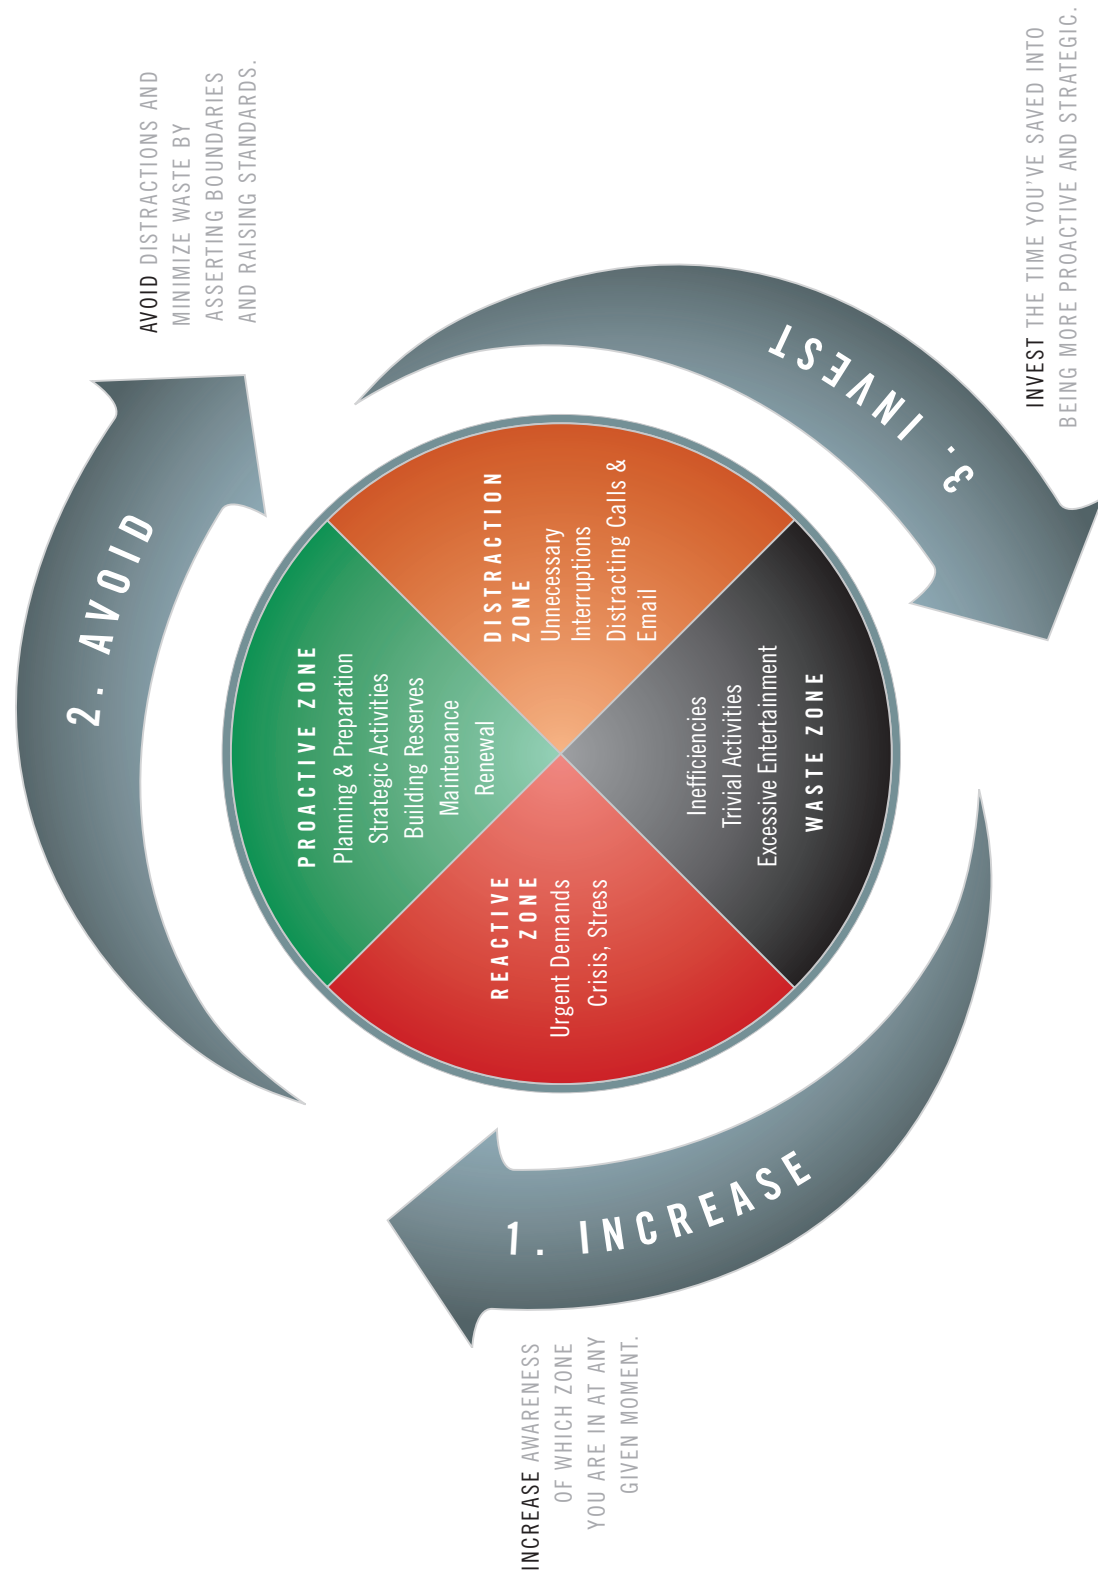 INCREASE AWARENESS
OF WHICH ZONE
YOU ARE IN AT ANY
GIVEN MOMENT.
1. INCREASE
2. AVOID
AVOID DISTRACTIONS AND
MINIMIZE WASTE BY
ASSERTING BOUNDARIES
AND RAISING STANDARDS.
PROACTIVE ZONE
Planning & Preparation
Strategic Activities
Building Reserves
Maintenance
Renewal
REACTIVE
ZONE
Urgent Demands
Crisis, Stress
DISTRACTION
ZONE
Unnecessary
Interruptions
Distracting Calls &
Email
Inefficiencies
Trivial Activities
Excessive Entertainment
WASTE ZONE
3. INVEST
INVEST THE TIME YOU'VE SAVED INTO
BEING MORE PROACTIVE AND STRATEGIC.